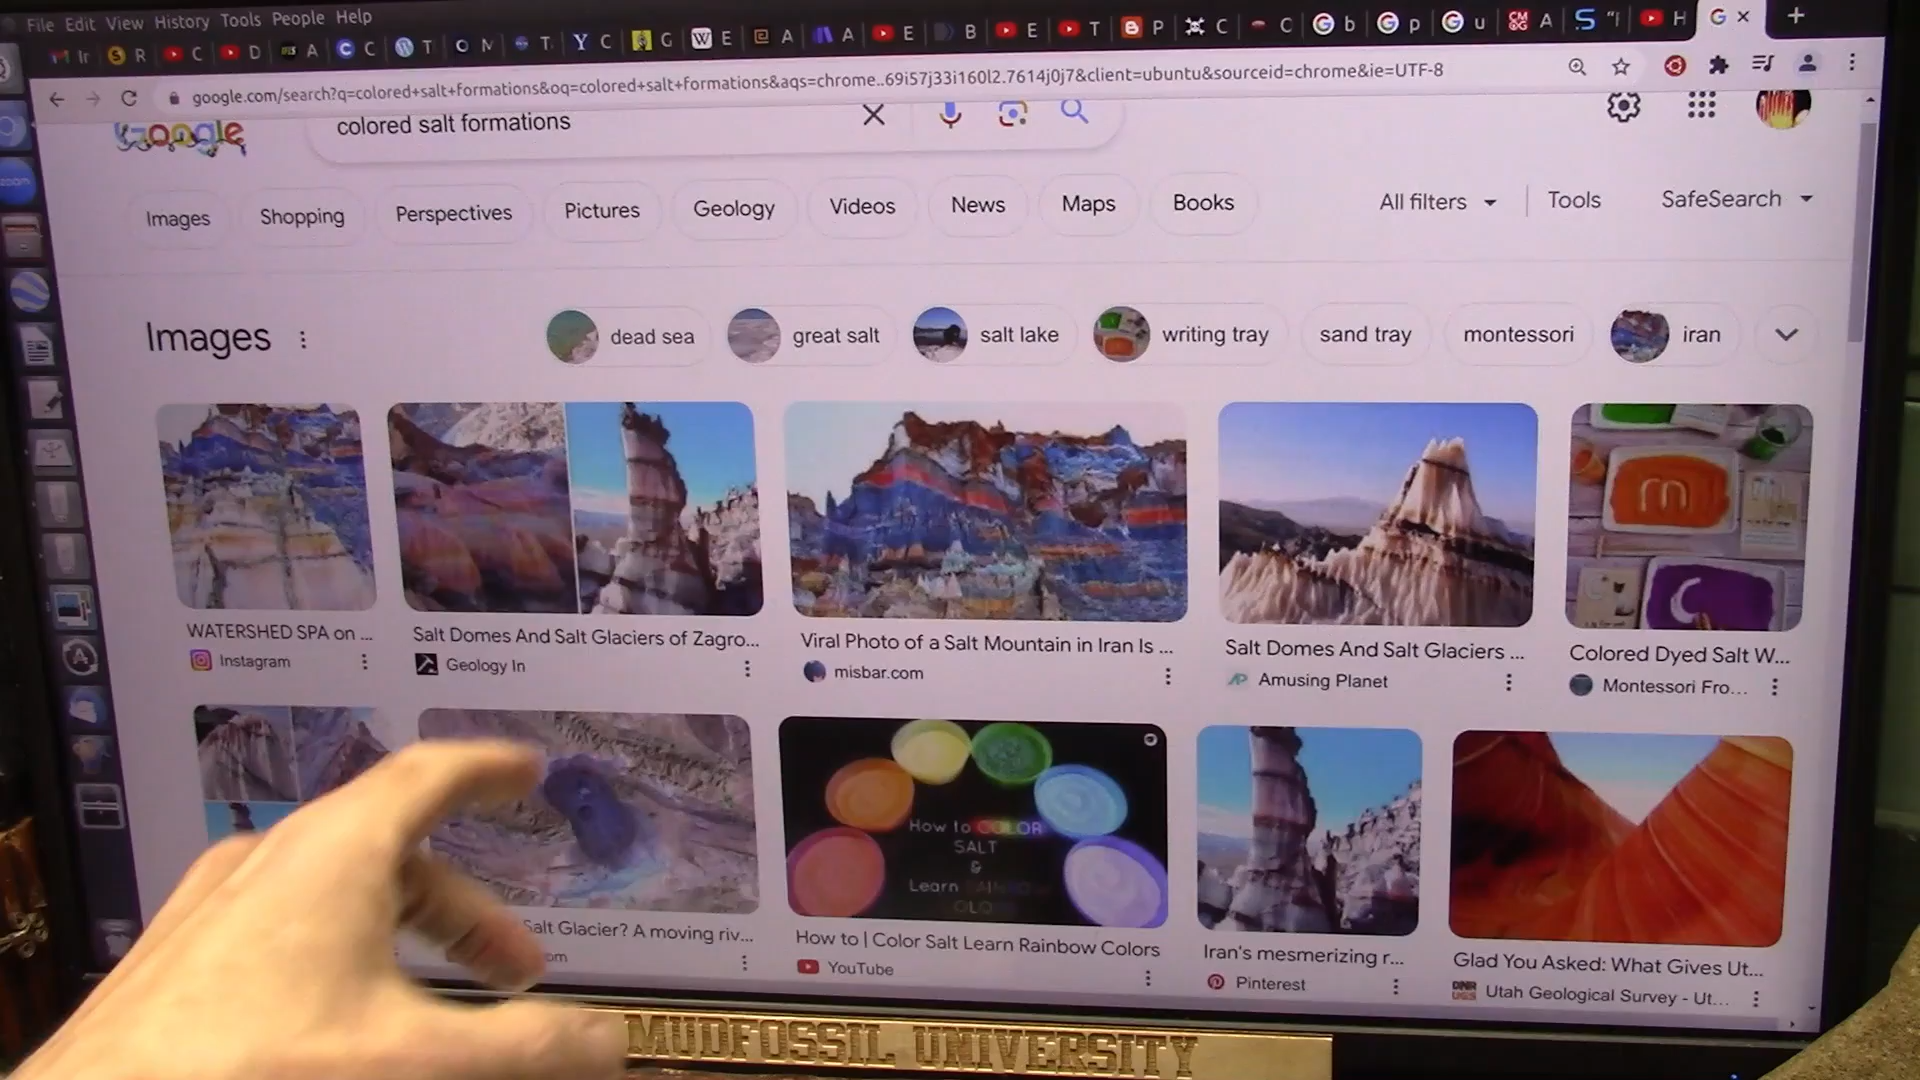 File Edit View History Tools People Help
Ir R C D A C T M T C G E A A E B E T P C C b p u A "i H
google.com/search?q=colored+salt+formations&oq=colored+salt+formations&aqs=chrome..69i57j33i160l2.7614j0j7&client=ubuntu&sourceid=chrome&ie=UTF-8
Google
colored salt formations
Images Shopping Perspectives Pictures Geology Videos News Maps Books All filters Tools SafeSearch
zoom
Images dead sea great salt salt lake writing tray sand tray montessori iran
WATERSHED SPA on ...
Instagram
Salt Domes And Salt Glaciers of Zagro...
Geology In
Viral Photo of a Salt Mountain in Iran Is ...
misbar.com
Salt Domes And Salt Glaciers ...
AP Amusing Planet
m
Colored Dyed Salt W...
Montessori Fro...
Salt Glacier? A moving riv...
om
How to COLOR
SALT
&
Learn
How to | Color Salt Learn Rainbow Colors
YouTube
Iran's mesmerizing r...
Pinterest
Glad You Asked: What Gives Ut...
Utah Geological Survey - Ut...
MUDFOSSIL UNIVERSITY